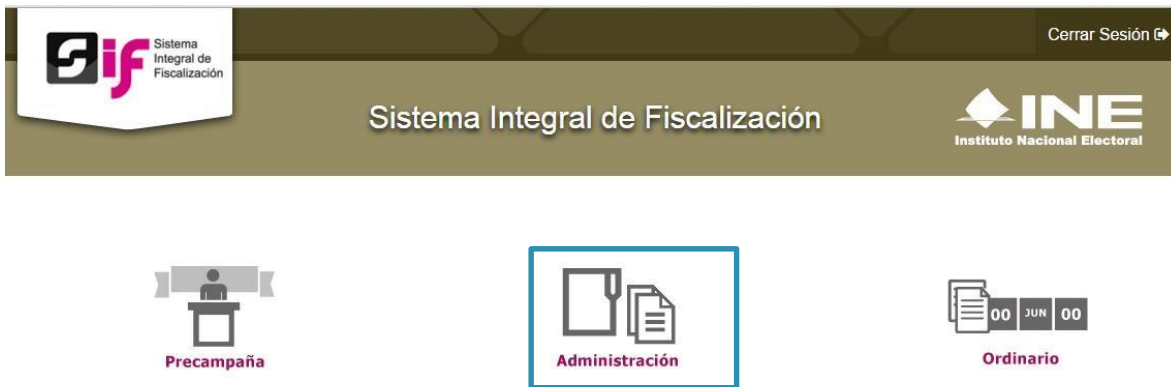 Sif
Sistema
Integral de
Fiscalización
Cerrar Sesión
Sistema Integral de Fiscalización
INE
Instituto Nacional Electoral
Precampaña
Administración
00 JUN 00
Ordinario